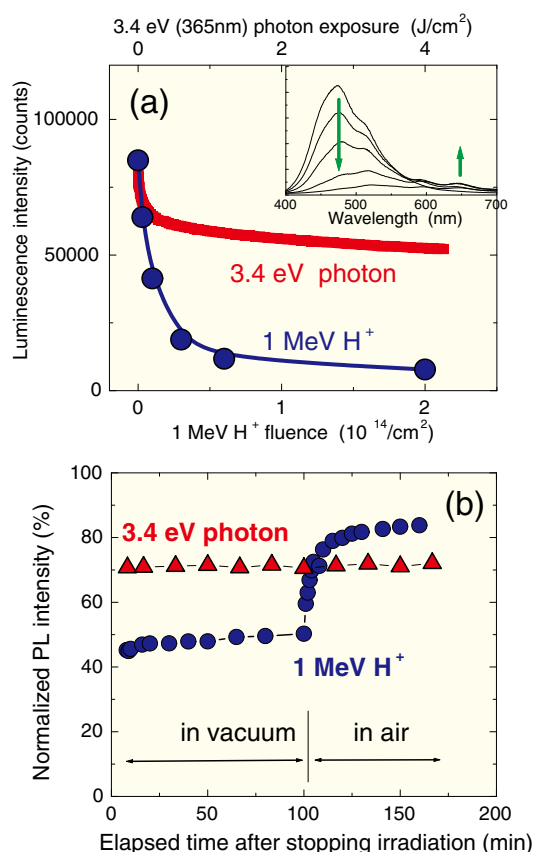 3.4 eV (365nm) photon exposure (J/cm²)
0 2 4
Luminescence intensity (counts)
100000
50000
0
(a)
400 500 600 700
Wavelength (nm)
3.4 eV photon
1 MeV H⁺
0 1 2
1 MeV H⁺ fluence (10 ¹⁴/cm²)
Normalized PL intensity (%)
100
80
60
40
20
0
(b)
3.4 eV photon
1 MeV H⁺
in vacuum in air
0 50 100 150 200
Elapsed time after stopping irradiation (min)